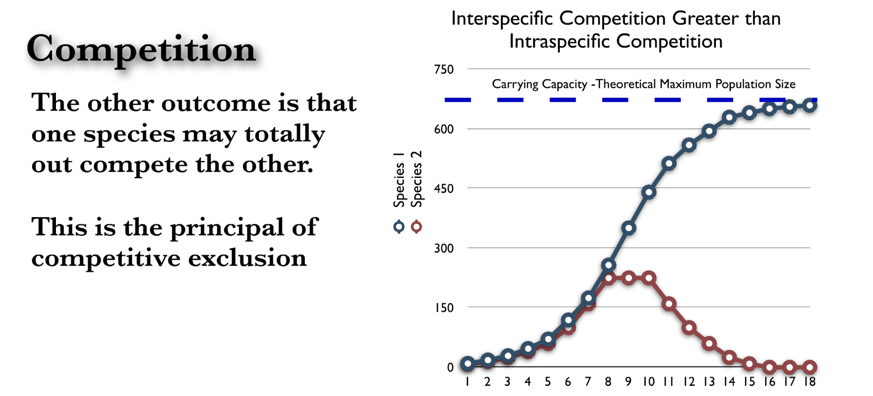 Competition
The other outcome is that
one species may totally
out compete the other.
This is the principal of
competitive exclusion
Interspecific Competition Greater than
Intraspecific Competition
Carrying Capacity -Theoretical Maximum Population Size
Species 1
Species 2
750
600
450
300
150
0
1 2 3 4 5 6 7 8 9 10 11 12 13 14 15 16 17 18